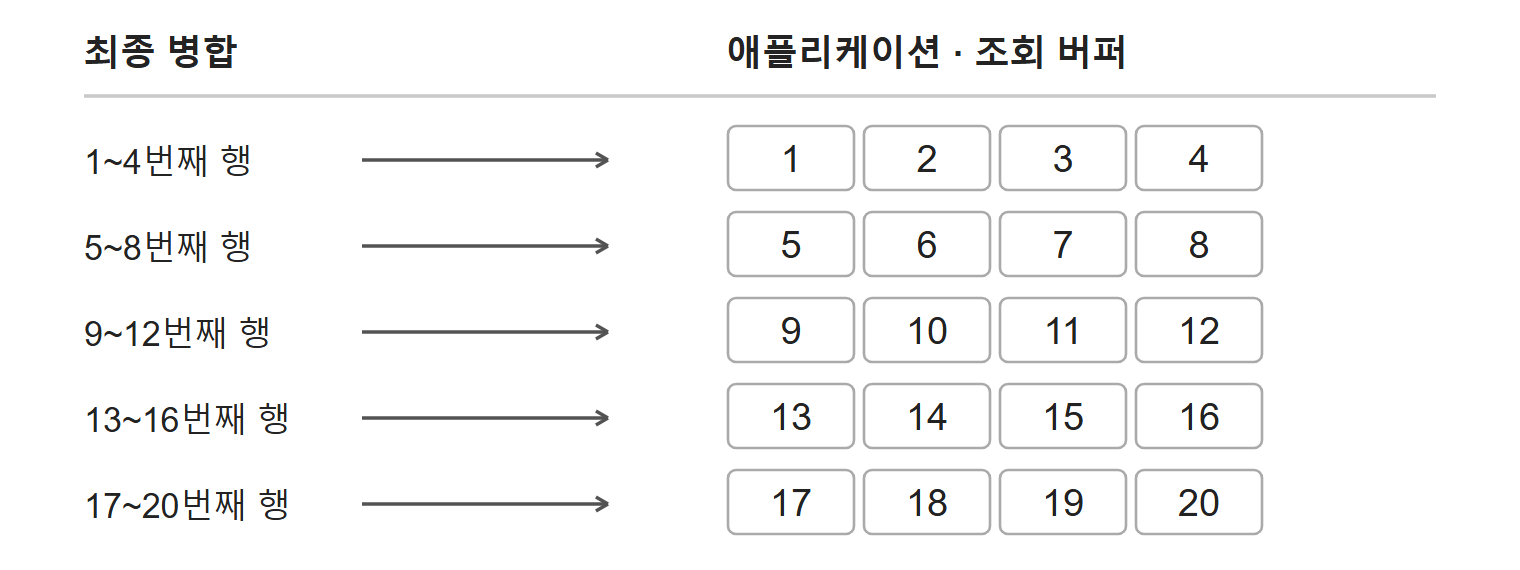 최종 병합 애플리케이션 · 조회 버퍼
1~4번째 행 1 2 3 4
5~8번째 행 5 6 7 8
9~12번째 행 9 10 11 12
13~16번째 행 13 14 15 16
17~20번째 행 17 18 19 20